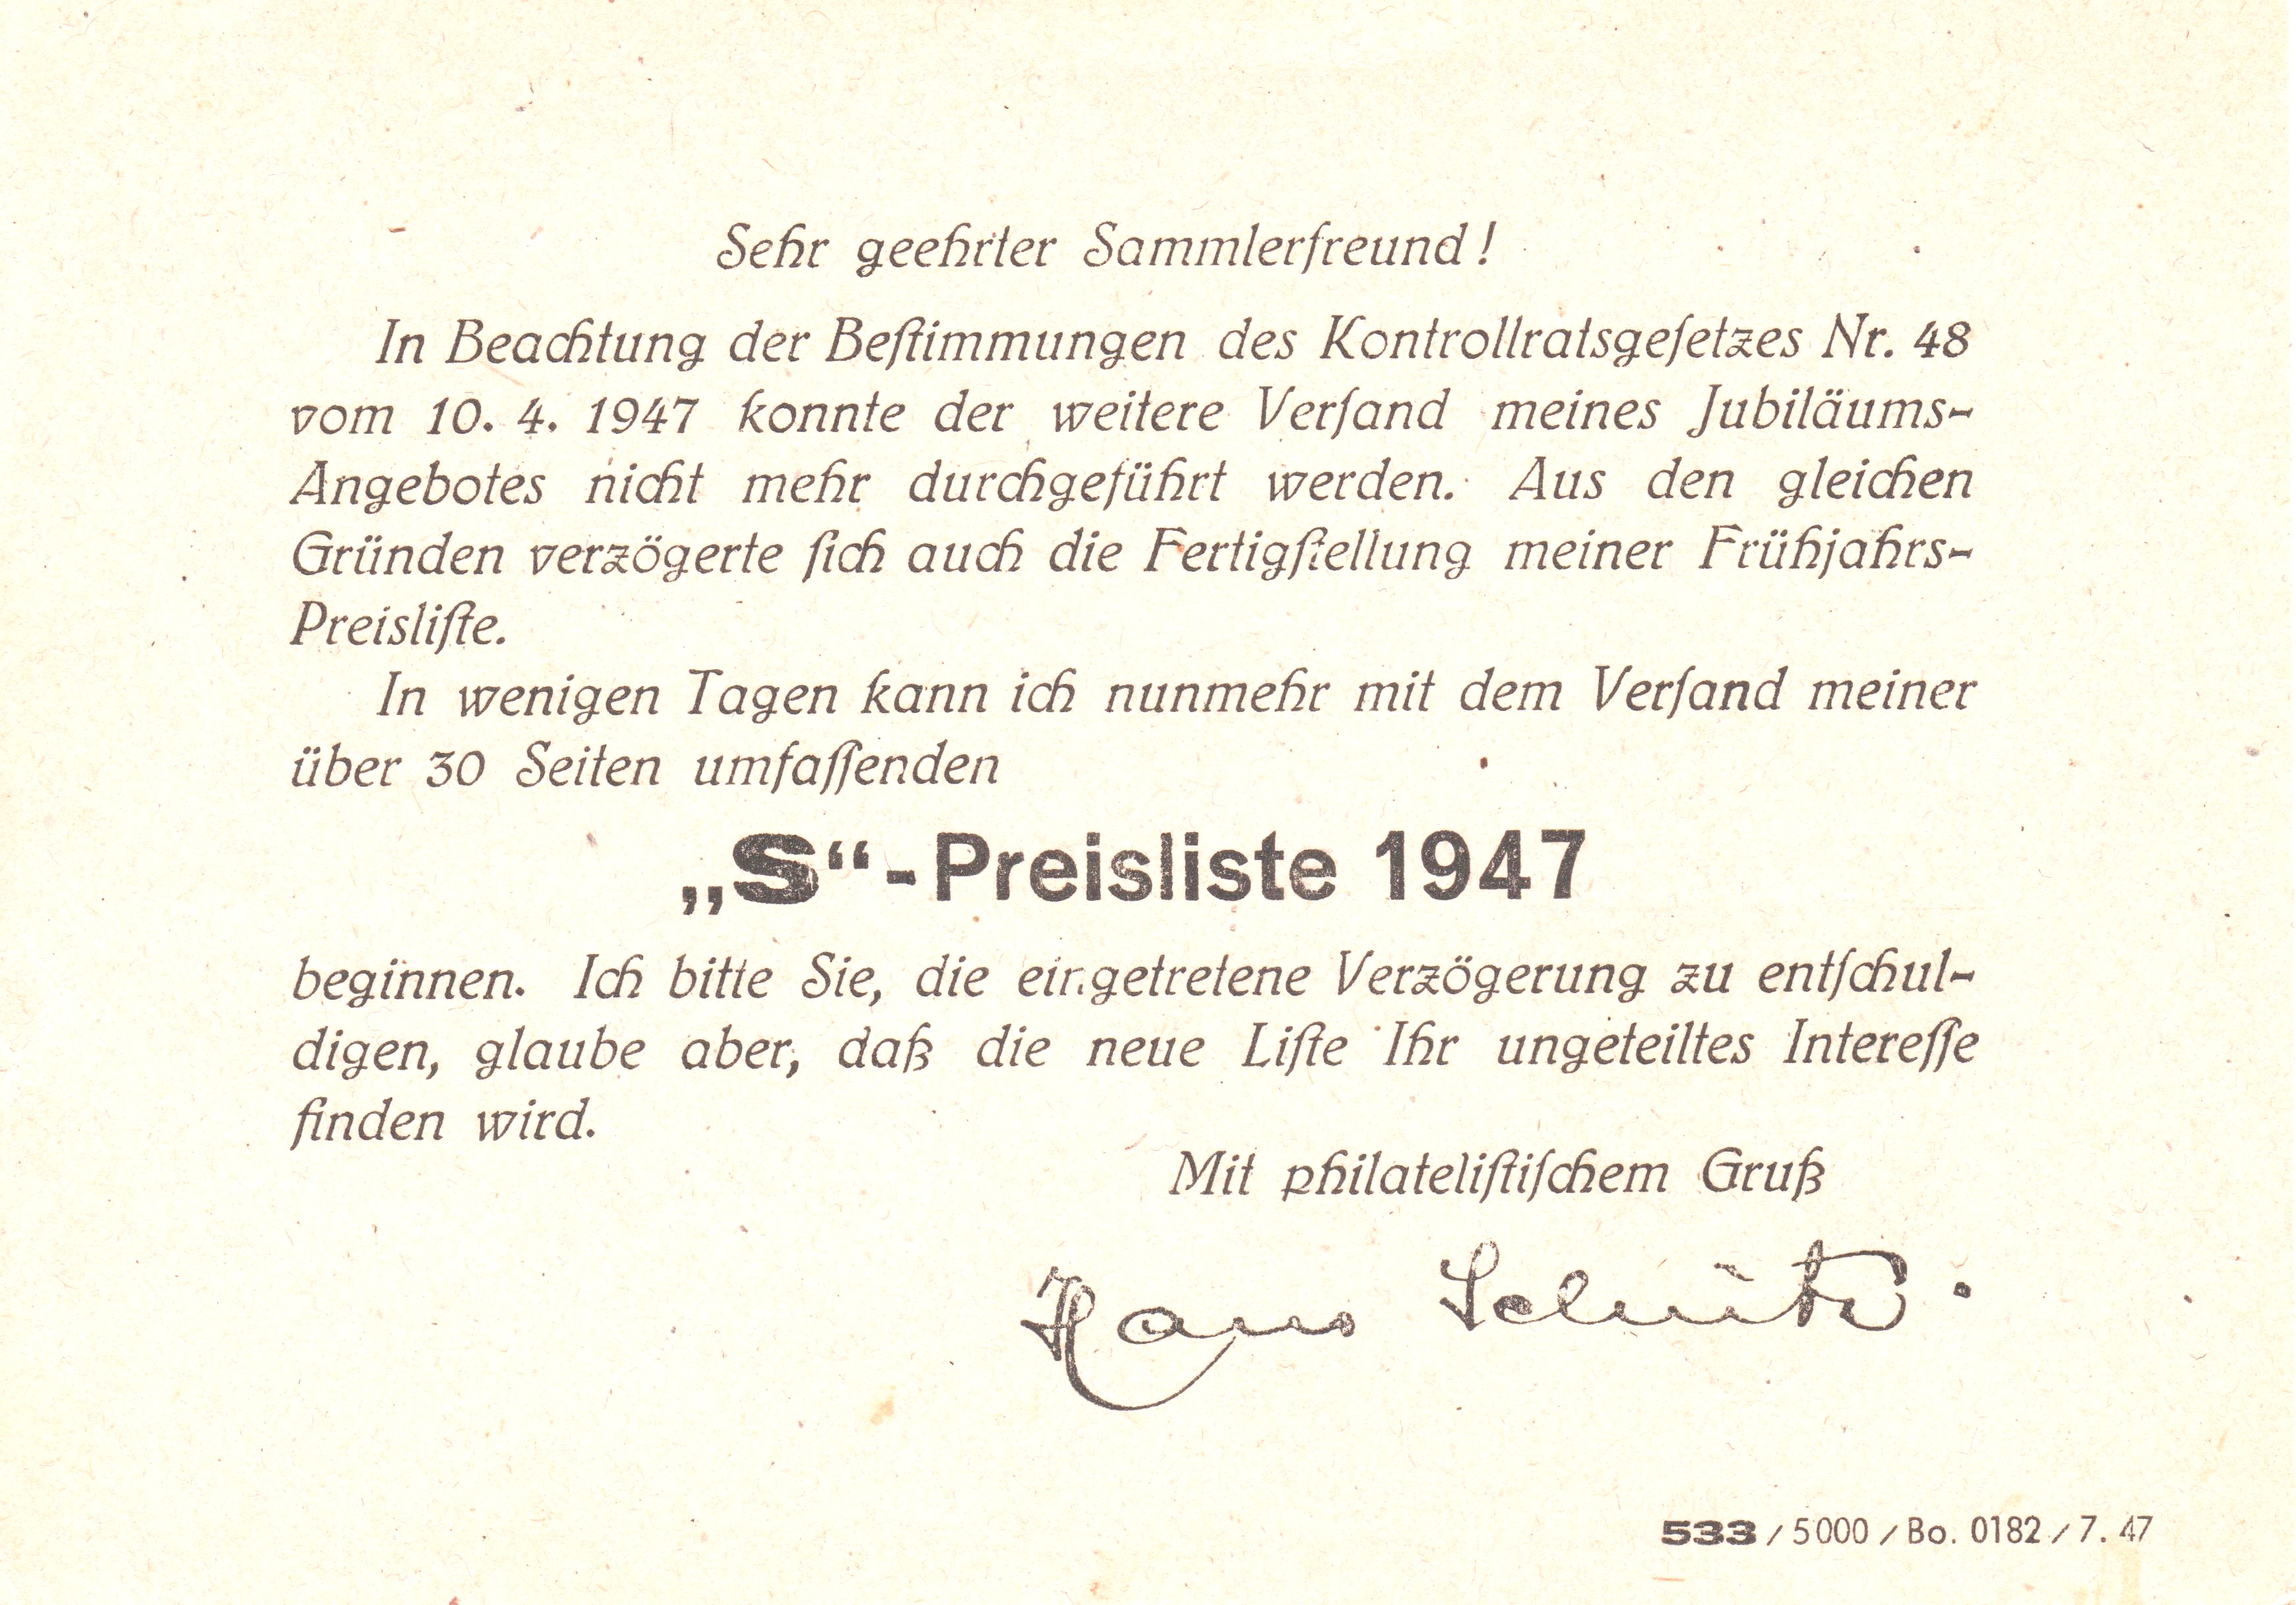 Sehr geehrter Sammlerfreund!
In Beachtung der Beſtimmungen des Kontrollratsgeſetzes Nr. 48
vom 10. 4. 1947 konnte der weitere Verſand meines Jubiläums-
Angebotes nicht mehr durchgeführt werden. Aus den gleichen
Gründen verzögerte ſich auch die Fertigſtellung meiner Frühjahrs-
Preisliſte.
In wenigen Tagen kann ich nunmehr mit dem Verſand meiner
über 30 Seiten umfaſſenden
„S“-Preisliste 1947
beginnen. Ich bitte Sie, die eingetretene Verzögerung zu entſchul-
digen, glaube aber, daß die neue Liſte Ihr ungeteiltes Intereſſe
finden wird.
Mit philateliſtiſchem Gruß
Hans Schütz.
533 / 5000 / Bo. 0182 / 7. 47